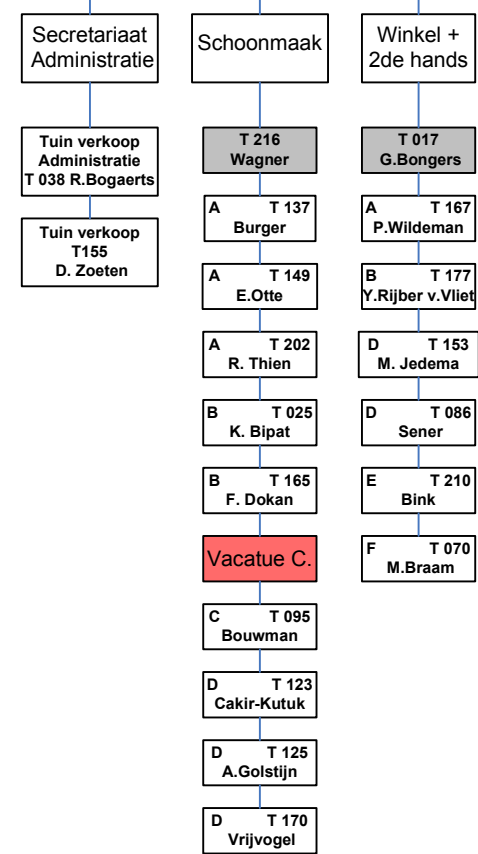 Secretariaat
Administratie
Tuin verkoop
Administratie
T 038 R.Bogaerts
Tuin verkoop
T155
D. Zoeten
Schoonmaak
T 216
Wagner
A T 137
Burger
A T 149
E.Otte
A T 202
R. Thien
B T 025
K. Bipat
B T 165
F. Dokan
Vacatue C.
C T 095
Bouwman
D T 123
Cakir-Kutuk
D T 125
A.Golstijn
D T 170
Vrijvogel
Winkel +
2de hands
T 017
G.Bongers
A T 167
P.Wildeman
B T 177
Y.Rijber v.Vliet
D T 153
M. Jedema
D T 086
Sener
E T 210
Bink
F T 070
M.Braam